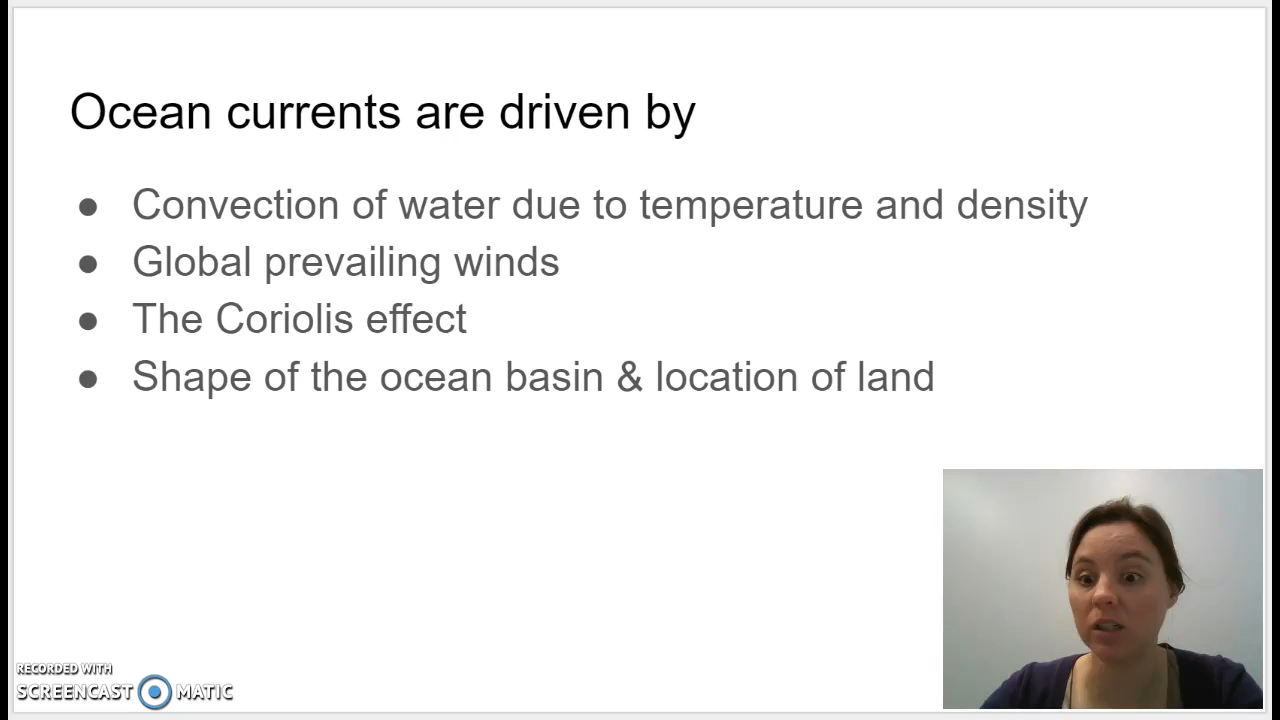 Ocean currents are driven by
● Convection of water due to temperature and density
● Global prevailing winds
● The Coriolis effect
● Shape of the ocean basin & location of land
RECORDED WITH
SCREENCAST MATIC